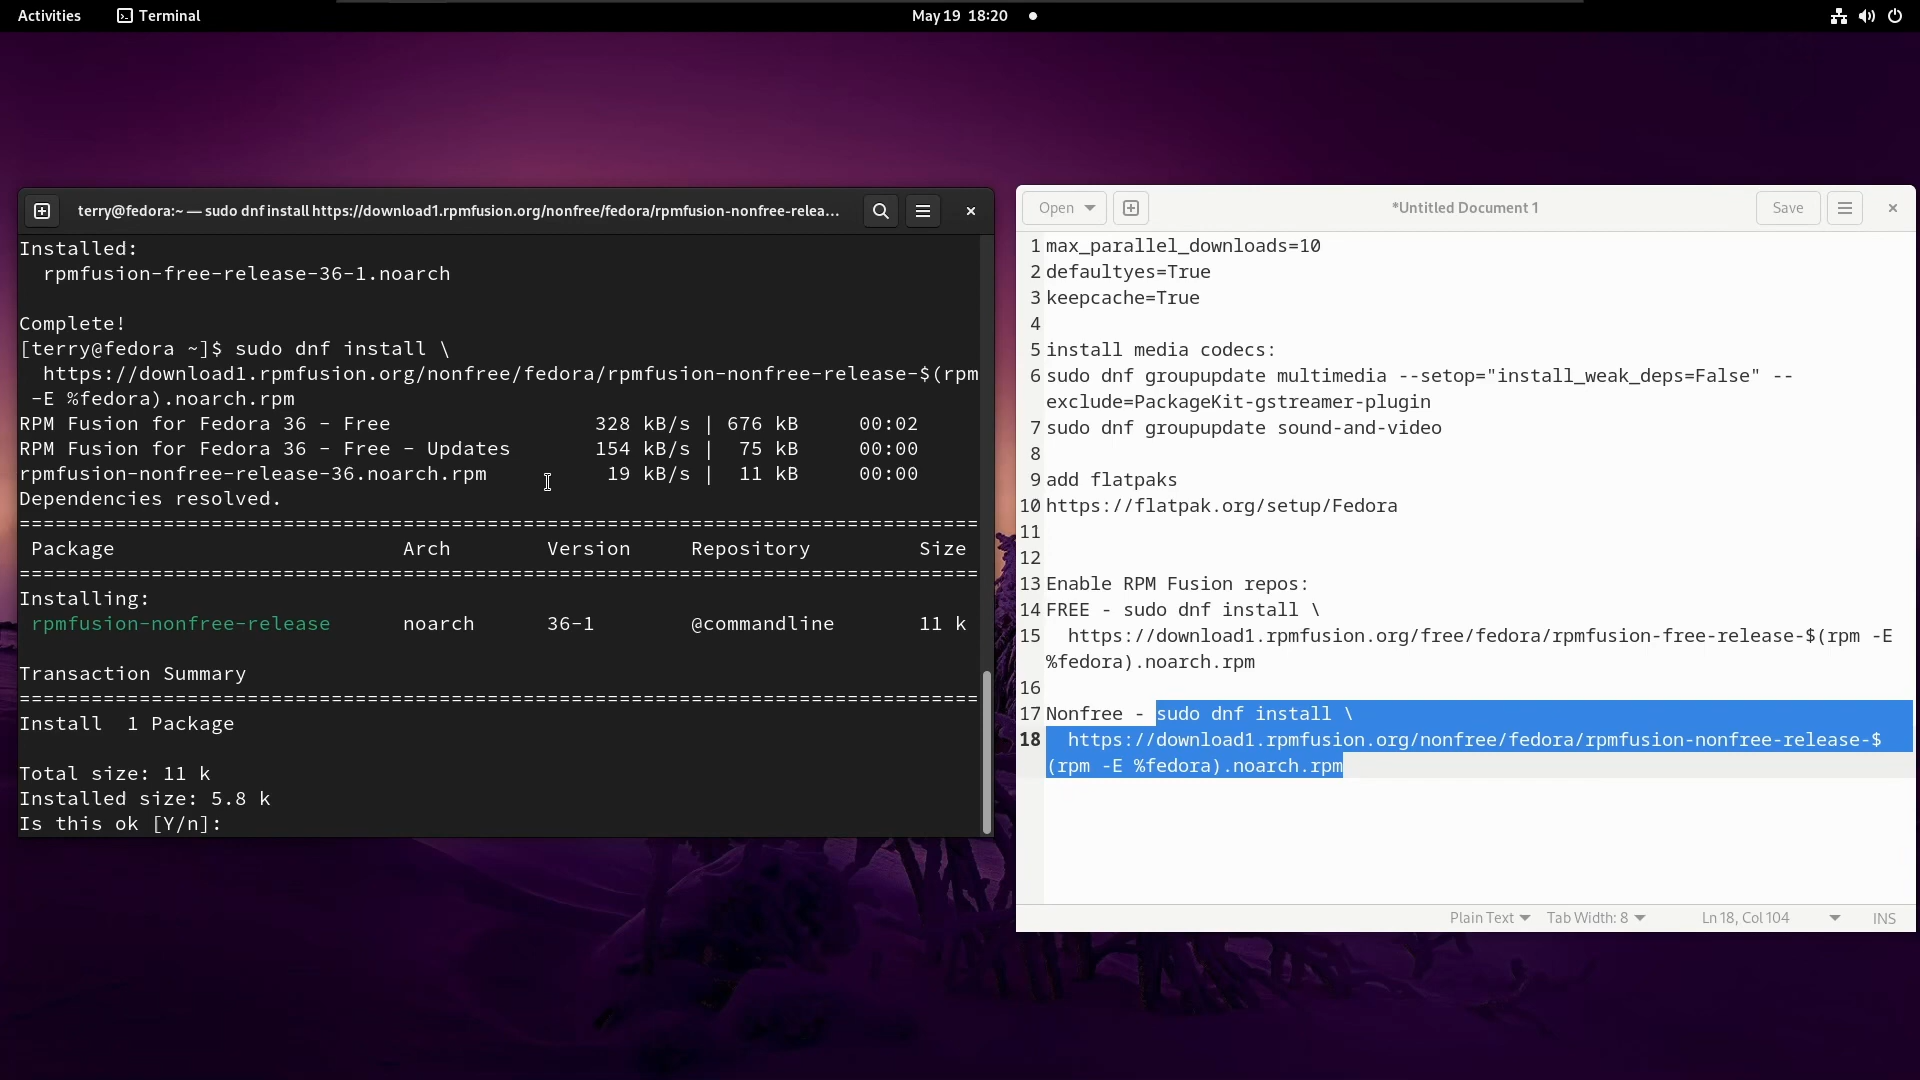 Activities
Terminal
May 19 18:20
terry@fedora:~ — sudo dnf install https://download1.rpmfusion.org/nonfree/fedora/rpmfusion-nonfree-relea…
Installed:
rpmfusion-free-release-36-1.noarch
Complete!
[terry@fedora ~]$ sudo dnf install \
https://download1.rpmfusion.org/nonfree/fedora/rpmfusion-nonfree-release-$(rpm
-E %fedora).noarch.rpm
RPM Fusion for Fedora 36 - Free 328 kB/s | 676 kB 00:02
RPM Fusion for Fedora 36 - Free - Updates 154 kB/s | 75 kB 00:00
rpmfusion-nonfree-release-36.noarch.rpm 19 kB/s | 11 kB 00:00
Dependencies resolved.
================================================================================
Package Arch Version Repository Size
================================================================================
Installing:
rpmfusion-nonfree-release noarch 36-1 @commandline 11 k
Transaction Summary
================================================================================
Install 1 Package
Total size: 11 k
Installed size: 5.8 k
Is this ok [Y/n]:
Open
*Untitled Document 1
Save
1 max_parallel_downloads=10
2 defaultyes=True
3 keepcache=True
4
5 install media codecs:
6 sudo dnf groupupdate multimedia --setop="install_weak_deps=False" --
exclude=PackageKit-gstreamer-plugin
7 sudo dnf groupupdate sound-and-video
8
9 add flatpaks
10 https://flatpak.org/setup/Fedora
11
12
13 Enable RPM Fusion repos:
14 FREE - sudo dnf install \
15 https://download1.rpmfusion.org/free/fedora/rpmfusion-free-release-$(rpm -E
%fedora).noarch.rpm
16
17 Nonfree - sudo dnf install \
18 https://download1.rpmfusion.org/nonfree/fedora/rpmfusion-nonfree-release-$
(rpm -E %fedora).noarch.rpm
Plain Text
Tab Width: 8
Ln 18, Col 104
INS